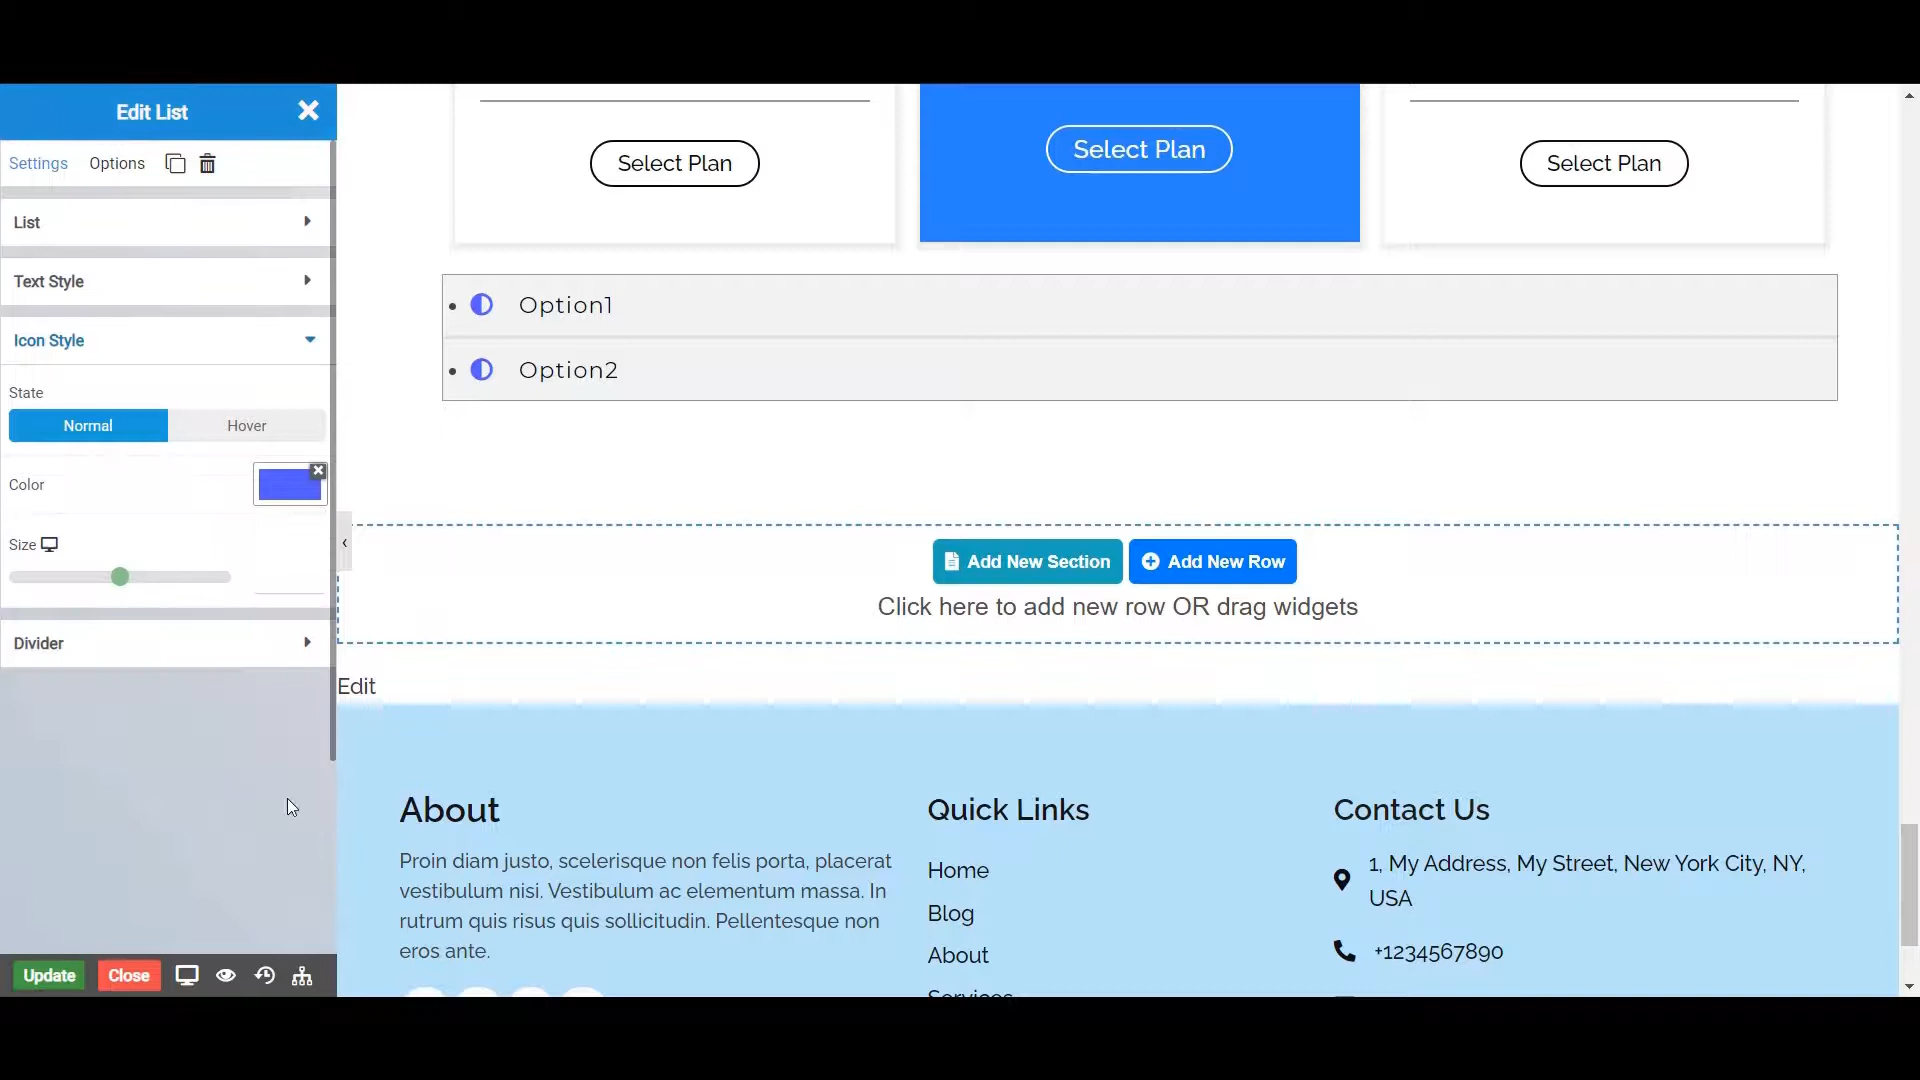 Edit List
Settings Options
List
Text Style
Icon Style
State
Normal Hover
Color
Size
Divider
Update Close
Select Plan Select Plan Select Plan
Option1
Option2
Add New Section Add New Row
Click here to add new row OR drag widgets
Edit
About
Proin diam justo, scelerisque non felis porta, placerat
vestibulum nisi. Vestibulum ac elementum massa. In
rutrum quis risus quis sollicitudin. Pellentesque non
eros ante.
Quick Links
Home
Blog
About
Services
Contact Us
1, My Address, My Street, New York City, NY,
USA
+1234567890